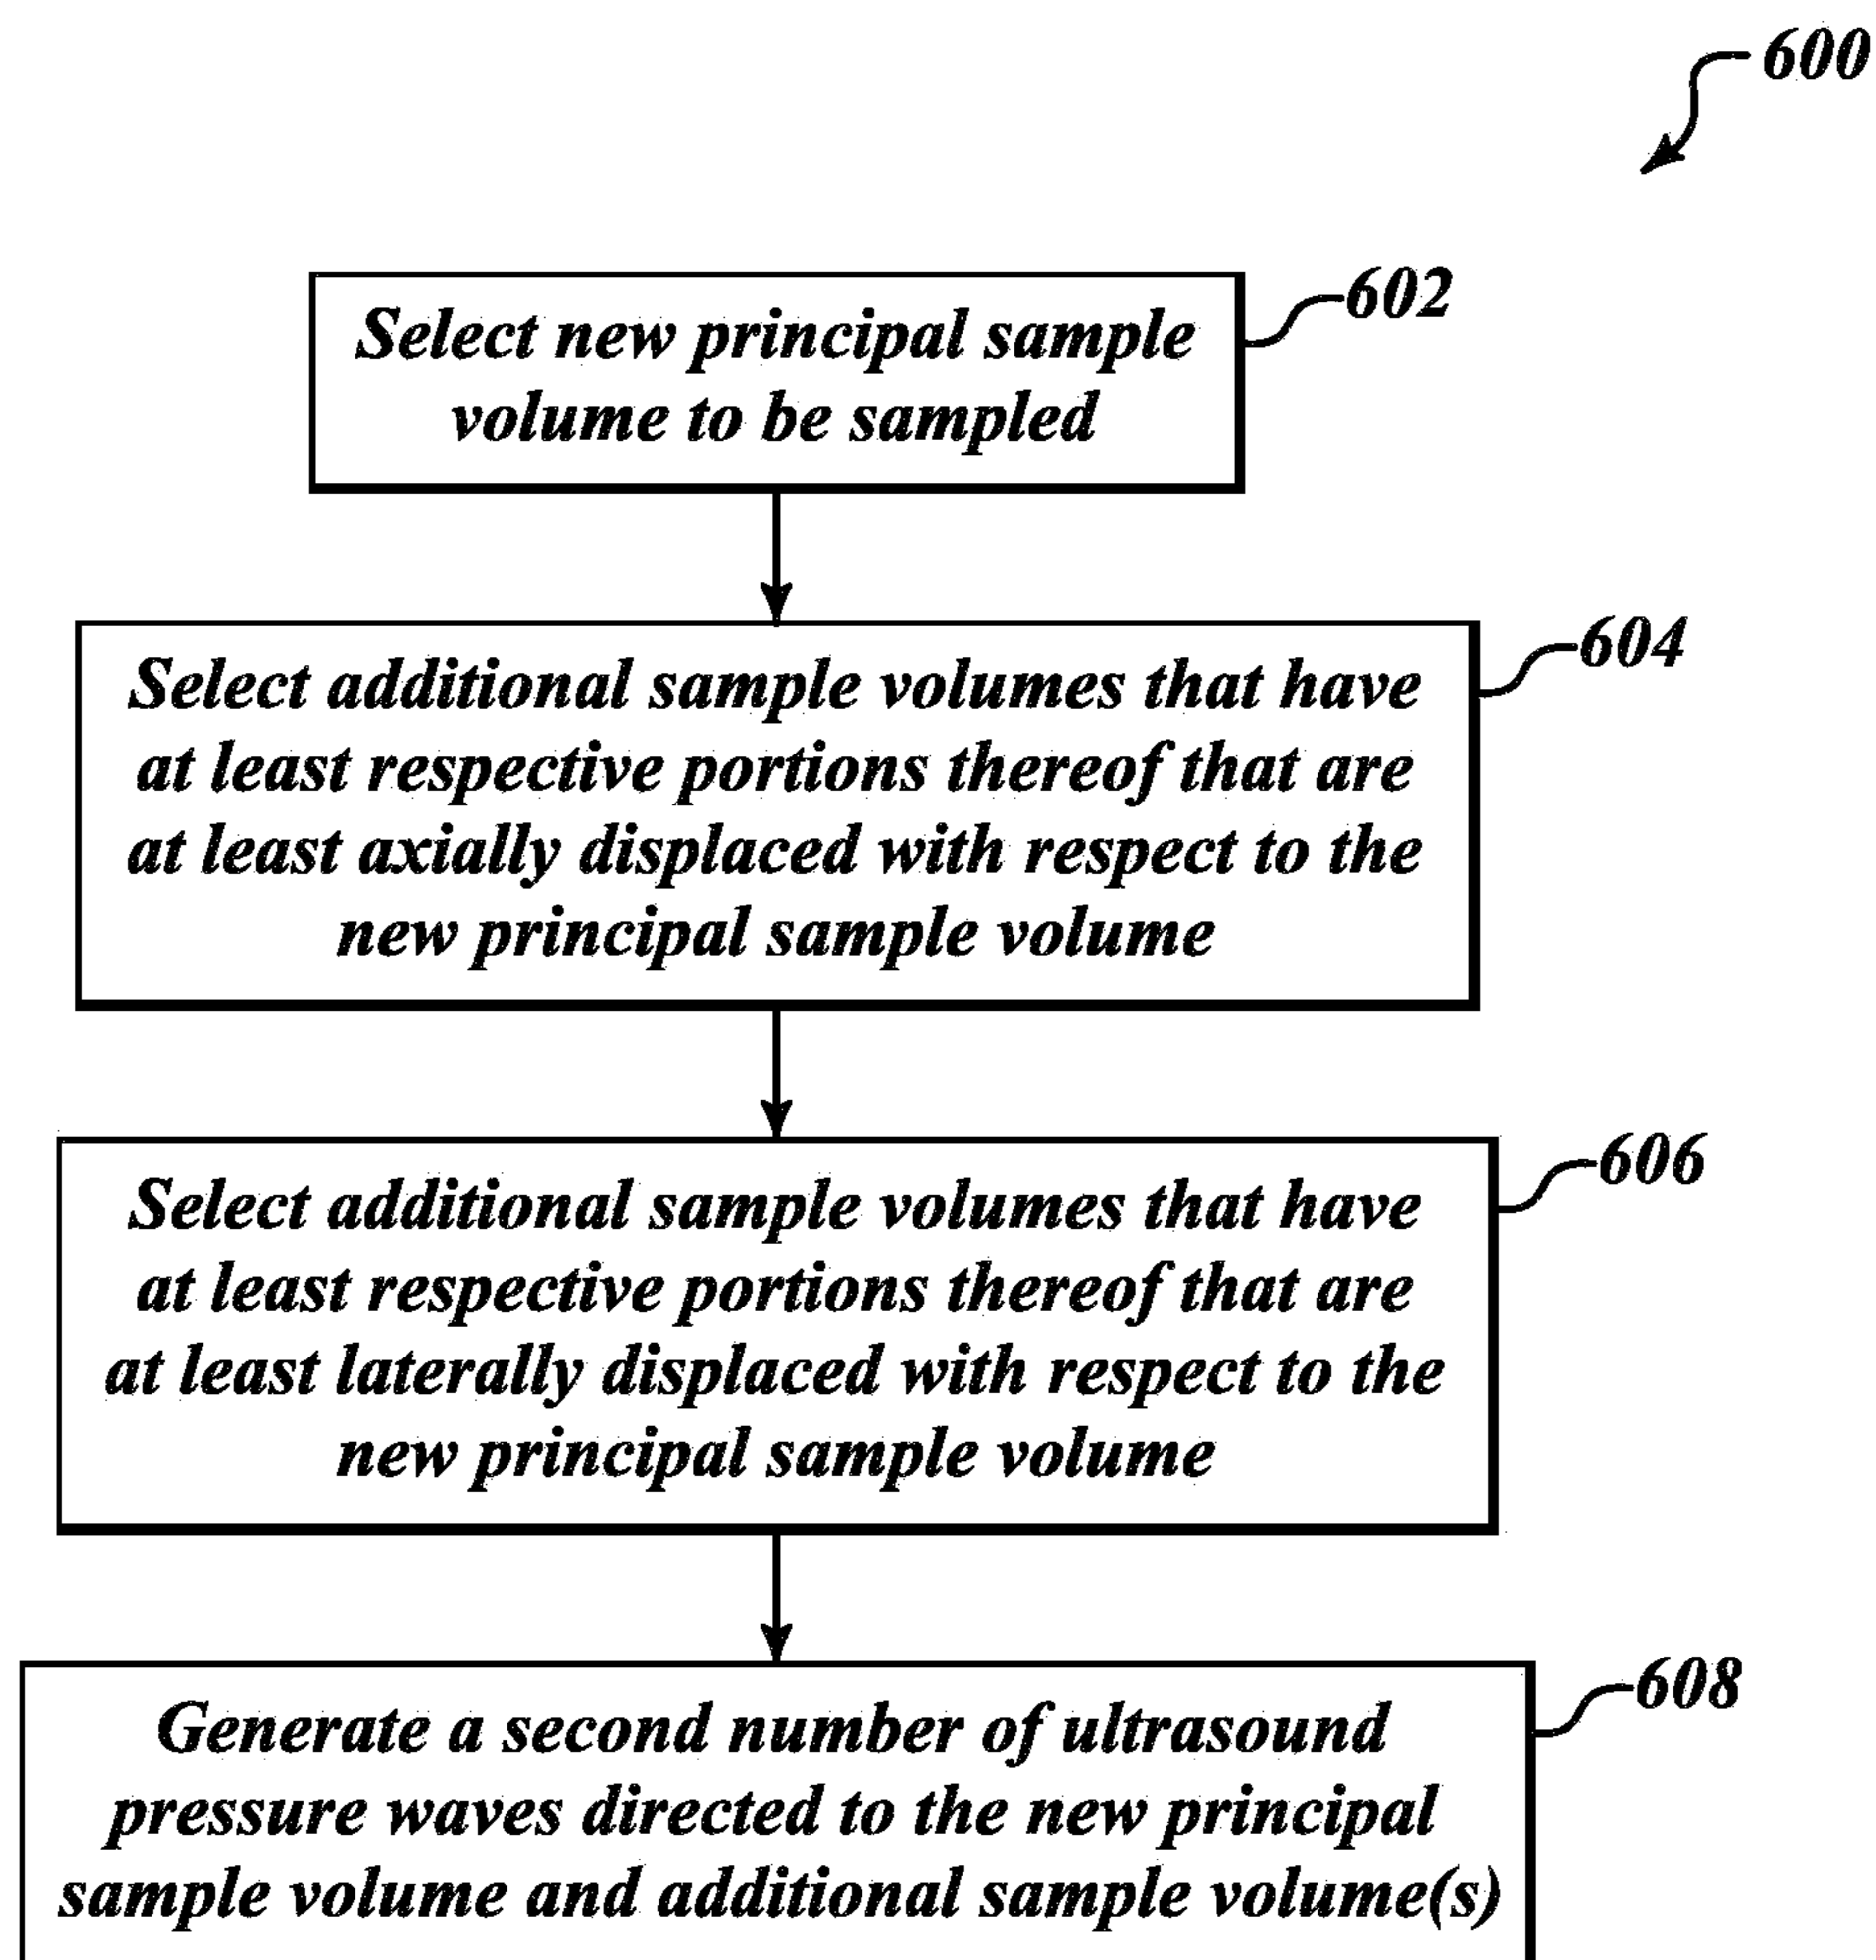 600
602
Select new principal sample
volume to be sampled
604
Select additional sample volumes that have
at least respective portions thereof that are
at least axially displaced with respect to the
new principal sample volume
606
Select additional sample volumes that have
at least respective portions thereof that are
at least laterally displaced with respect to the
new principal sample volume
608
Generate a second number of ultrasound
pressure waves directed to the new principal
sample volume and additional sample volume(s)